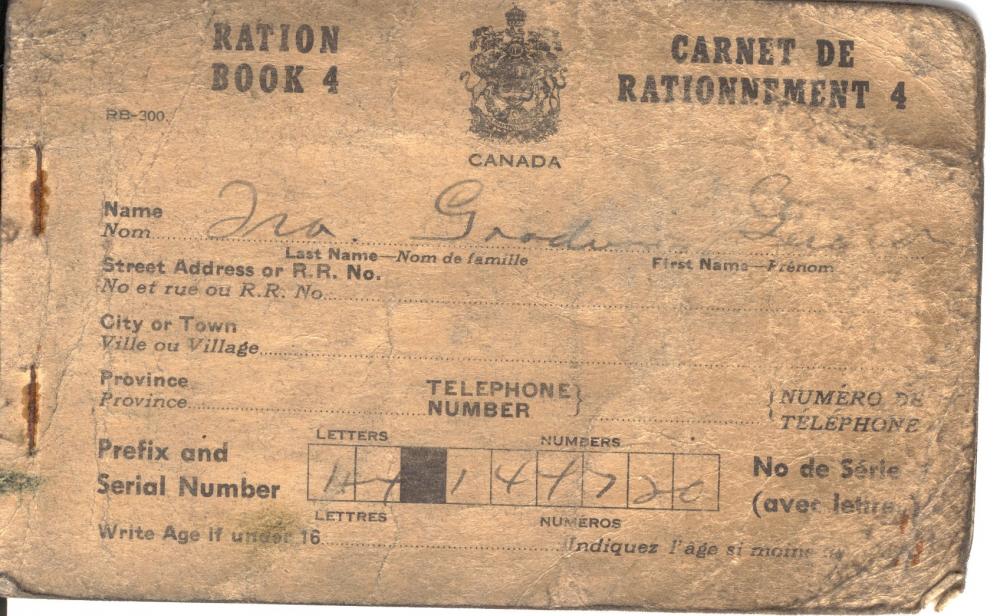 RATION BOOK 4
CARNET DE RATIONNEMENT 4
RB-300.
CANADA
Name
Nom
Last Name—Nom de famille First Name—Prénom
Street Address or R.R. No.
No et rue ou R.R. No.
City or Town
Ville ou Village
Province
Province
TELEPHONE NUMBER
NUMÉRO DE TÉLÉPHONE
LETTERS NUMBERS
Prefix and Serial Number
No de Série (avec lettre)
LETTRES NUMÉROS
Write Age if under 16
Indiquez l'âge si moins